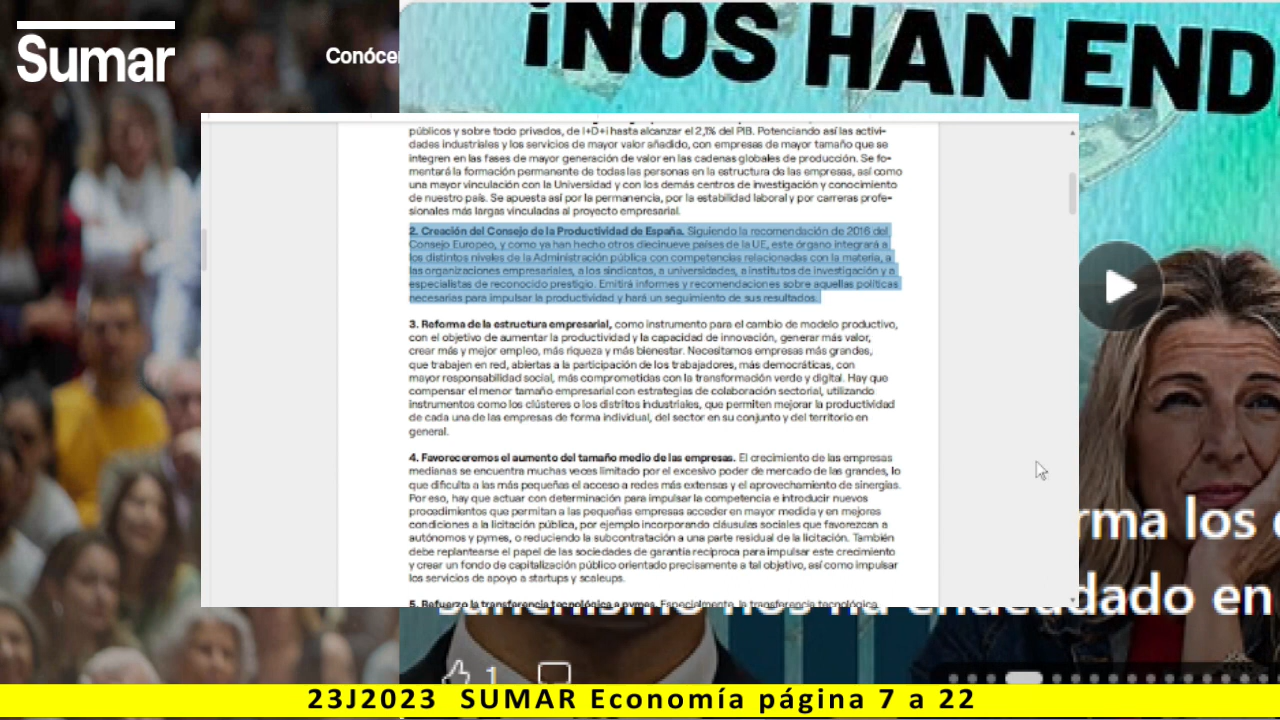 Sumar
Conócer
¡NOS HAN END
públicos y sobre todo privados, de I+D+i hasta alcanzar el 2,1% del PIB. Potenciando así las activi-
dades industriales y los servicios de mayor valor añadido, con empresas de mayor tamaño que se
integren en las fases de mayor generación de valor en las cadenas globales de producción. Se fo-
mentará la formación permanente de todas las personas en la estructura de las empresas, así como
una mayor vinculación con la Universidad y con los demás centros de investigación y conocimiento
de nuestro país. Se apuesta así por la permanencia, por la estabilidad laboral y por carreras profe-
sionales más largas vinculadas al proyecto empresarial.
2. Creación del Consejo de la Productividad de España. Siguiendo la recomendación de 2016 del
Consejo Europeo, y como ya han hecho otros diecinueve países de la UE, este órgano integrará a
los distintos niveles de la Administración pública con competencias relacionadas con la materia, a
las organizaciones empresariales, a los sindicatos, a universidades, a institutos de investigación y a
especialistas de reconocido prestigio. Emitirá informes y recomendaciones sobre aquellas políticas
necesarias para impulsar la productividad y hará un seguimiento de sus resultados.
3. Reforma de la estructura empresarial, como instrumento para el cambio de modelo productivo,
con el objetivo de aumentar la productividad y la capacidad de innovación, generar más valor,
crear más y mejor empleo, más riqueza y más bienestar. Necesitamos empresas más grandes,
que trabajen en red, abiertas a la participación de los trabajadores, más democráticas, con
mayor responsabilidad social, más comprometidas con la transformación verde y digital. Hay que
compensar el menor tamaño empresarial con estrategias de colaboración sectorial, utilizando
instrumentos como los clústeres o los distritos industriales, que permiten mejorar la productividad
de cada una de las empresas de forma individual, del sector en su conjunto y del territorio en
general.
4. Favoreceremos el aumento del tamaño medio de las empresas. El crecimiento de las empresas
medianas se encuentra muchas veces limitado por el excesivo poder de mercado de las grandes, lo
que dificulta a las más pequeñas el acceso a redes más extensas y el aprovechamiento de sinergias.
Por eso, hay que actuar con determinación para impulsar la competencia e introducir nuevos
procedimientos que permitan a las pequeñas empresas acceder en mayor medida y en mejores
condiciones a la licitación pública, por ejemplo incorporando cláusulas sociales que favorezcan a
autónomos y pymes, o reduciendo la subcontratación a una parte residual de la licitación. También
debe replantearse el papel de las sociedades de garantía recíproca para impulsar este crecimiento
y crear un fondo de capitalización público orientado precisamente a tal objetivo, así como impulsar
los servicios de apoyo a startups y scaleups.
5. Refuerzo la transferencia tecnológica a pymes. Especialmente, la transferencia tecnológica
rma los
nos ha endeudado en
1
23J2023 SUMAR Economía página 7 a 22